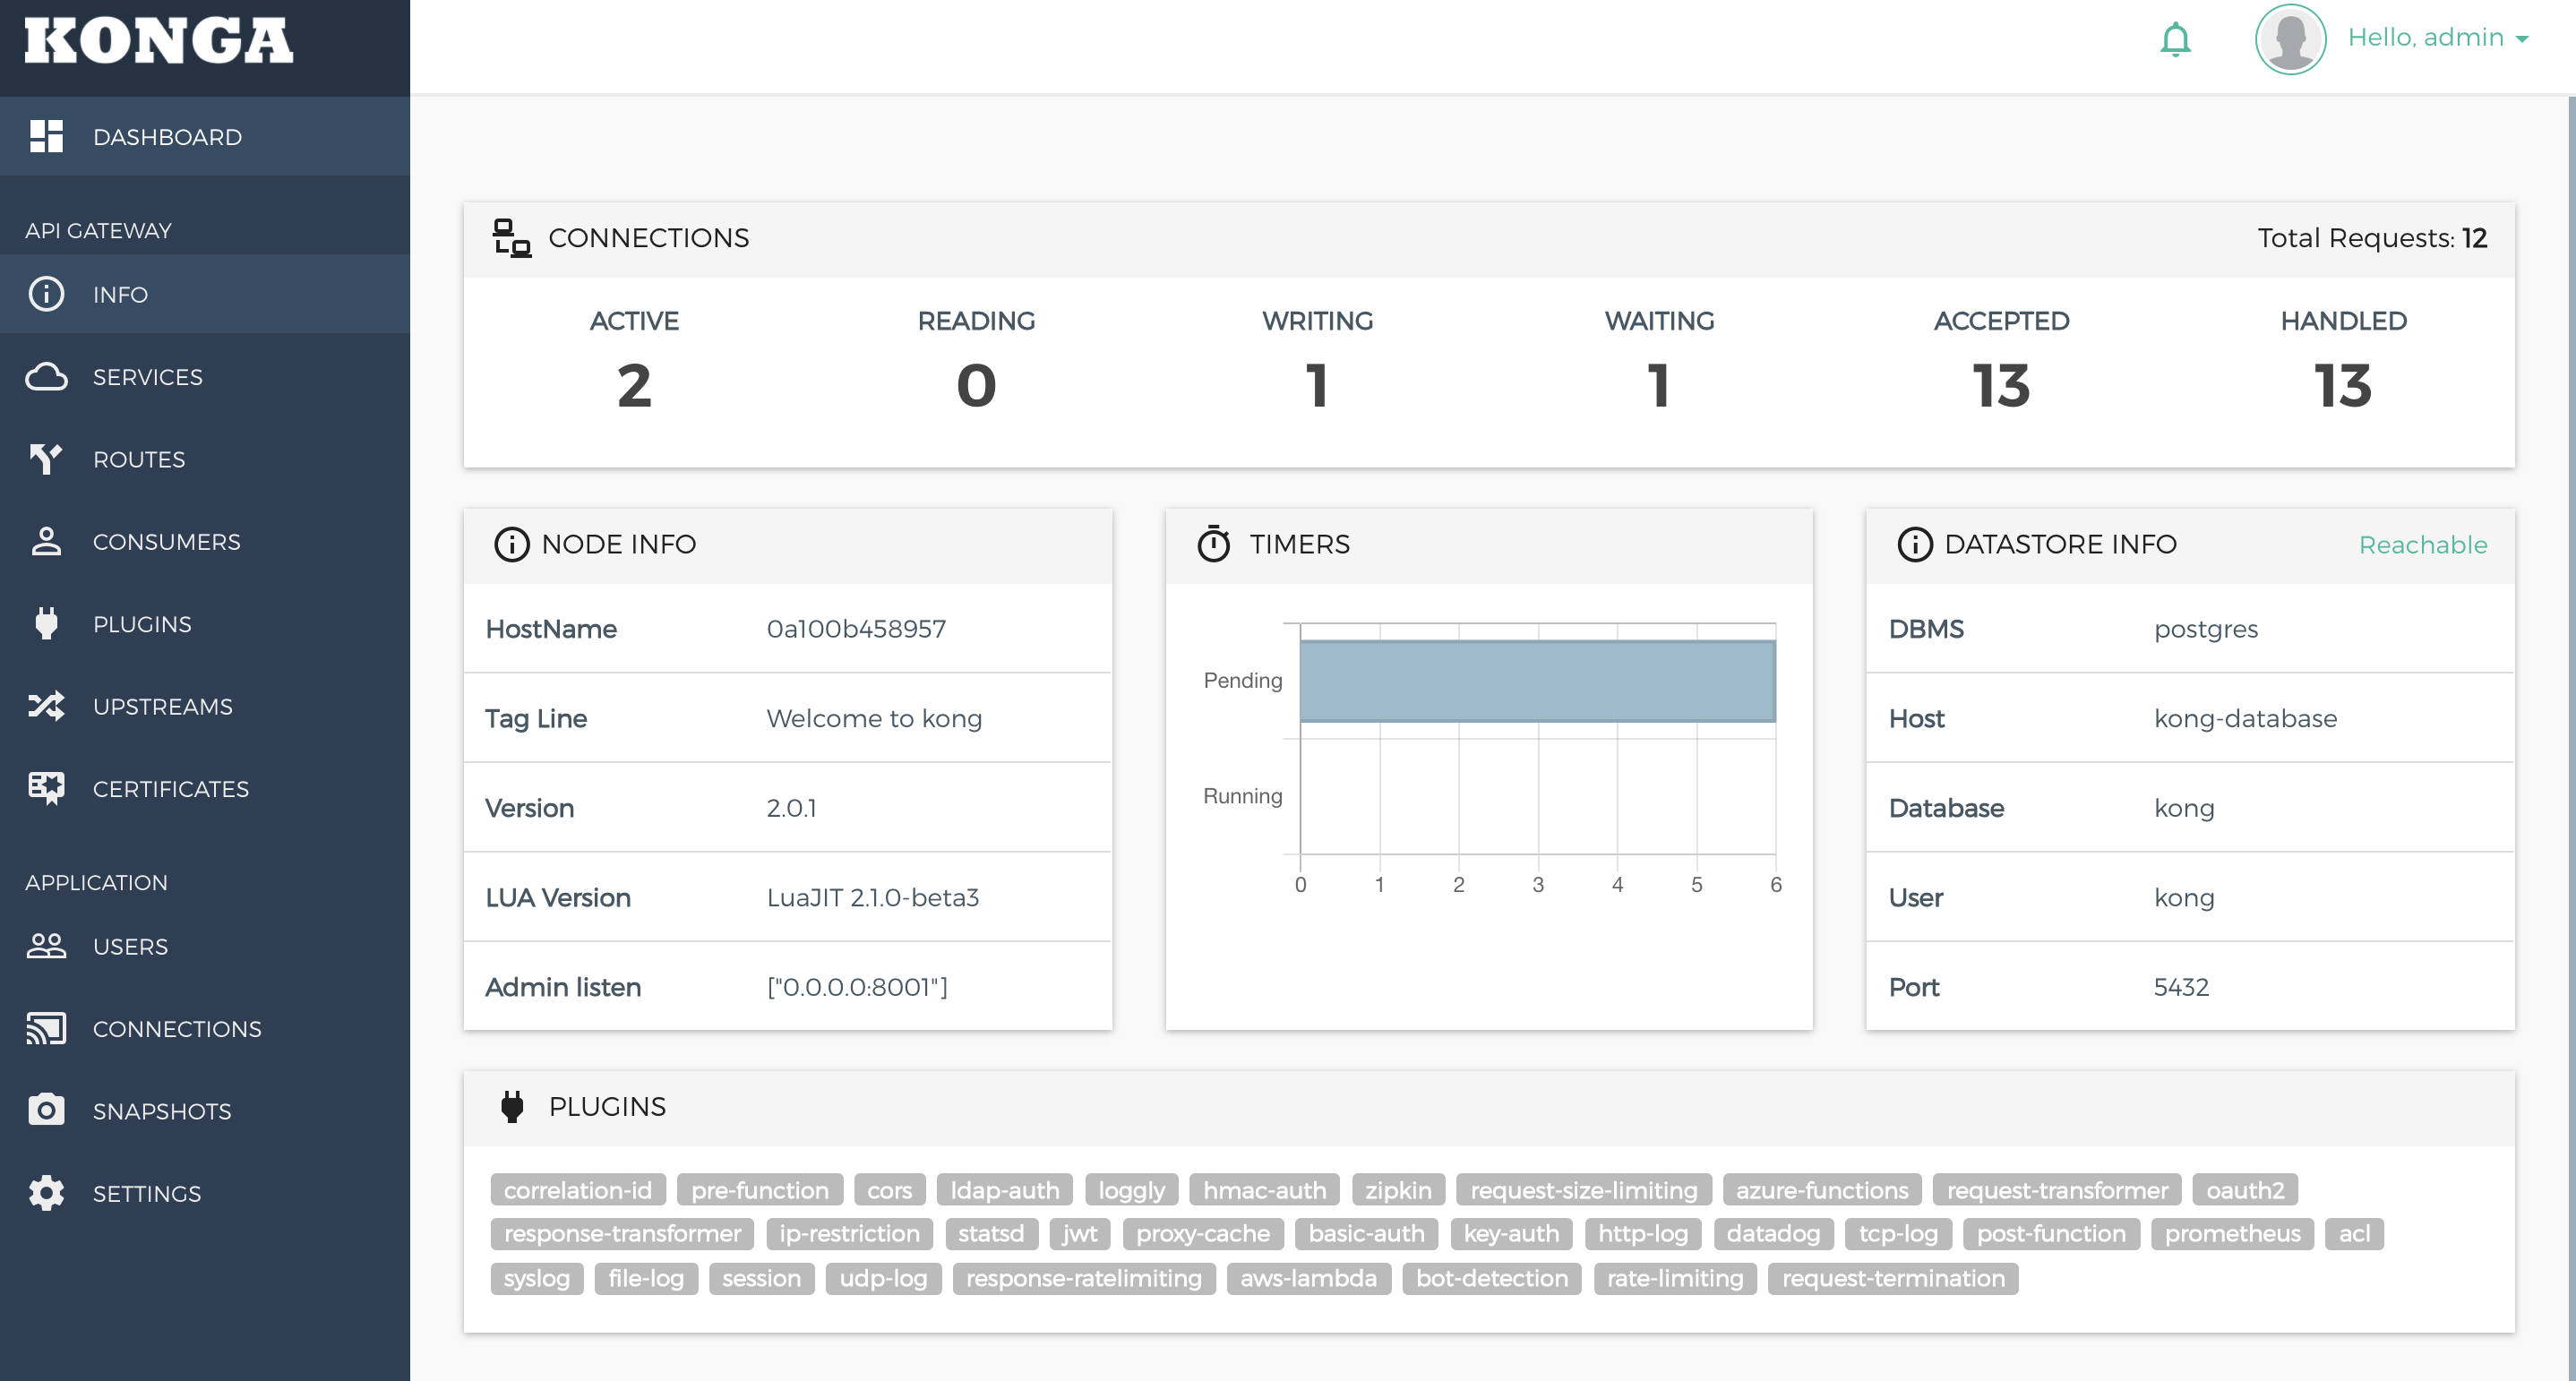 KONGA
Hello, admin
DASHBOARD
API GATEWAY
INFO
SERVICES
ROUTES
CONSUMERS
PLUGINS
UPSTREAMS
CERTIFICATES
APPLICATION
USERS
CONNECTIONS
SNAPSHOTS
SETTINGS
CONNECTIONS Total Requests: 12
ACTIVE READING WRITING WAITING ACCEPTED HANDLED
2 0 1 1 13 13
NODE INFO
HostName 0a100b458957
Tag Line Welcome to kong
Version 2.0.1
LUA Version LuaJIT 2.1.0-beta3
Admin listen ["0.0.0.0:8001"]
TIMERS
Pending
Running
0 1 2 3 4 5 6
DATASTORE INFO Reachable
DBMS postgres
Host kong-database
Database kong
User kong
Port 5432
PLUGINS
correlation-id pre-function cors ldap-auth loggly hmac-auth zipkin request-size-limiting azure-functions request-transformer oauth2
response-transformer ip-restriction statsd jwt proxy-cache basic-auth key-auth http-log datadog tcp-log post-function prometheus acl
syslog file-log session udp-log response-ratelimiting aws-lambda bot-detection rate-limiting request-termination